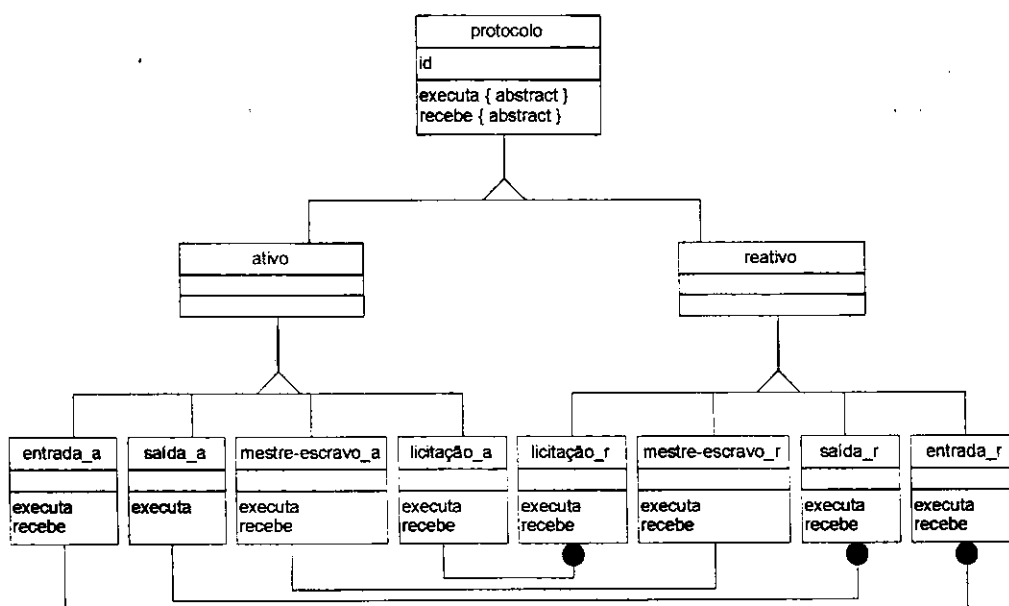 protocolo
id
executa { abstract }
recebe { abstract }
ativo
reativo
entrada_a
executa
recebe
saída_a
executa
mestre-escravo_a
executa
recebe
licitação_a
executa
recebe
licitação_r
executa
recebe
mestre-escravo_r
executa
recebe
saída_r
executa
recebe
entrada_r
executa
recebe